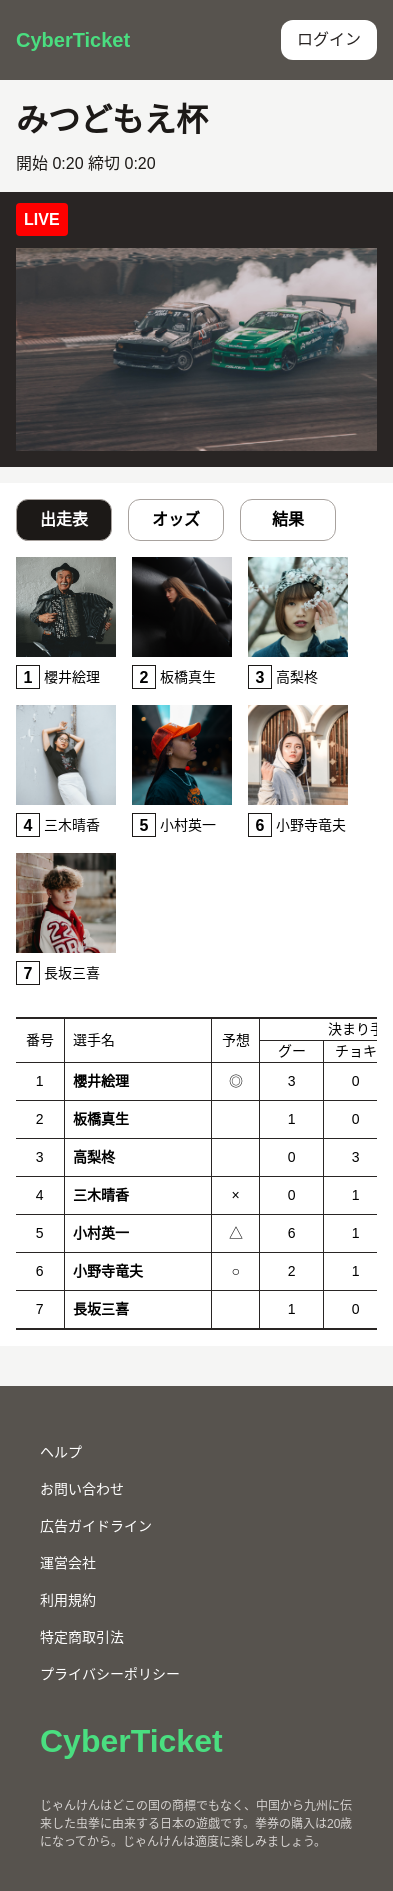 CyberTicket
ログイン
みつどもえ杯
開始 0:20 締切 0:20
LIVE
出走表 オッズ 結果
1 櫻井絵理 2 板橋真生 3 高梨柊
4 三木晴香 5 小村英一 6 小野寺竜夫
7 長坂三喜
番号 選手名 予想 決まり手
グー チョキ
1 櫻井絵理 ◎ 3 0
2 板橋真生 1 0
3 高梨柊 0 3
4 三木晴香 × 0 1
5 小村英一 △ 6 1
6 小野寺竜夫 ○ 2 1
7 長坂三喜 1 0
ヘルプ
お問い合わせ
広告ガイドライン
運営会社
利用規約
特定商取引法
プライバシーポリシー
CyberTicket
じゃんけんはどこの国の商標でもなく、中国から九州に伝
来した虫拳に由来する日本の遊戯です。拳券の購入は20歳
になってから。じゃんけんは適度に楽しみましょう。